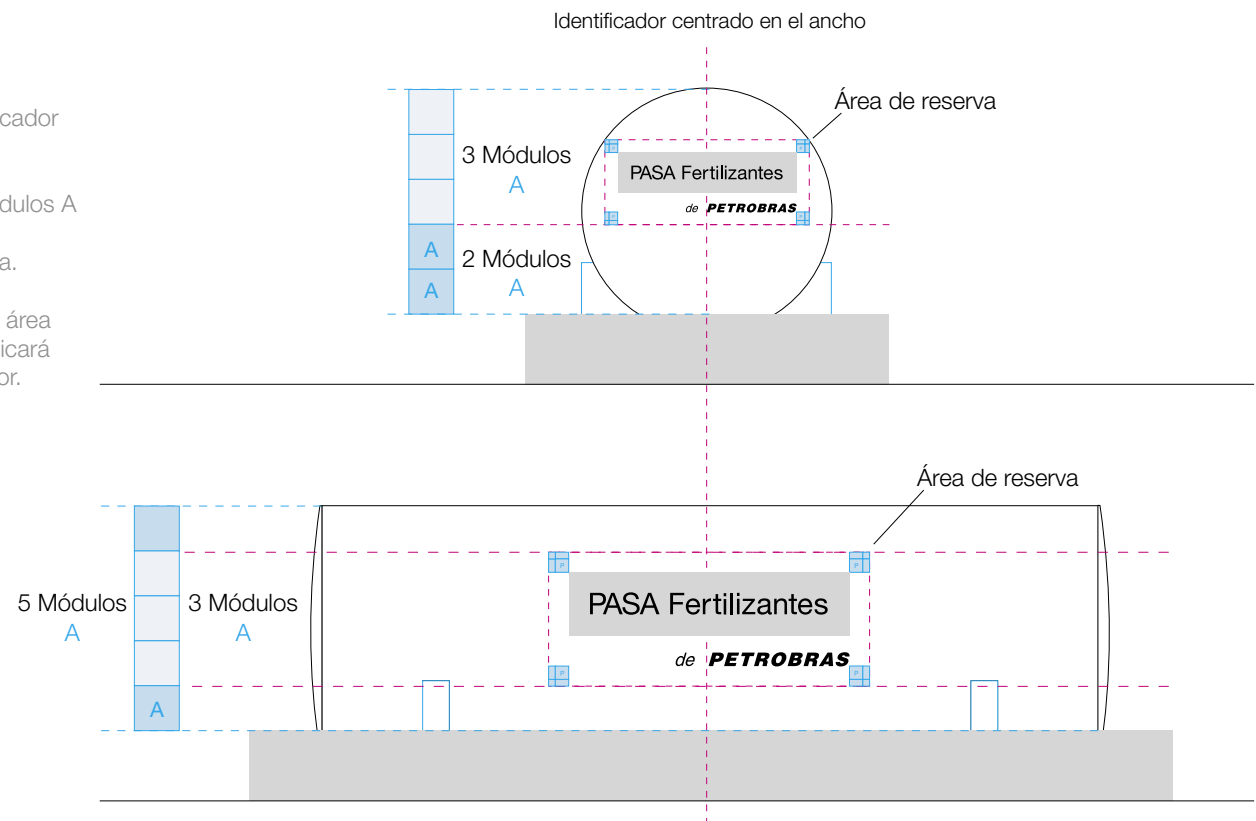 Identificador centrado en el ancho
cador
dulos A
a.
área
icará
or.
Área de reserva
3 Módulos
A
PASA Fertilizantes
de PETROBRAS
A
2 Módulos
A
A
Área de reserva
5 Módulos
A
3 Módulos
A
P
P
PASA Fertilizantes
de PETROBRAS
P
P
A